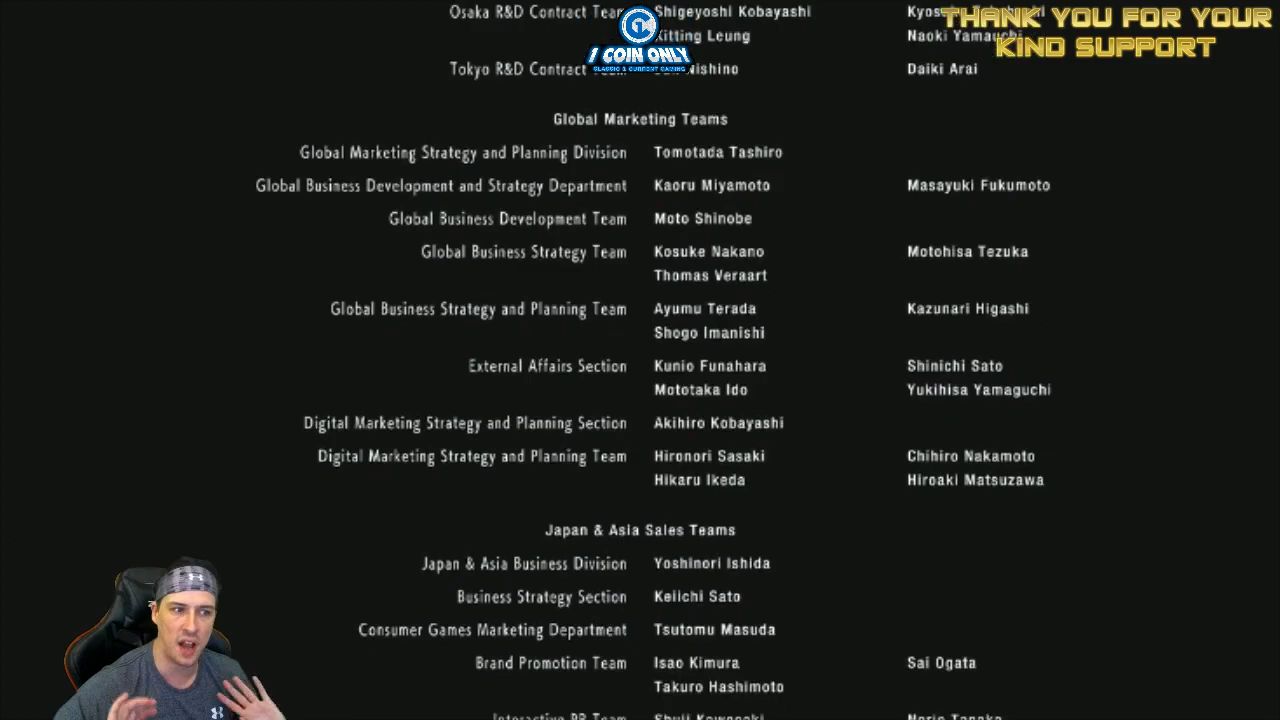 Osaka R&D Contract Team Shigeyoshi Kobayashi
Kitting Leung Naoki Yamauchi
Tokyo R&D Contract Nishino Daiki Arai
1 COIN ONLY
CLASSIC & CURRENT GAMING
THANK YOU FOR YOUR
KIND SUPPORT
Global Marketing Teams
Global Marketing Strategy and Planning Division Tomotada Tashiro
Global Business Development and Strategy Department Kaoru Miyamoto Masayuki Fukumoto
Global Business Development Team Moto Shinobe
Global Business Strategy Team Kosuke Nakano Motohisa Tezuka
Thomas Veraart
Global Business Strategy and Planning Team Ayumu Terada Kazunari Higashi
Shogo Imanishi
External Affairs Section Kunio Funahara Shinichi Sato
Mototaka Ido Yukihisa Yamaguchi
Digital Marketing Strategy and Planning Section Akihiro Kobayashi
Digital Marketing Strategy and Planning Team Hironori Sasaki Chihiro Nakamoto
Hikaru Ikeda Hiroaki Matsuzawa
Japan & Asia Sales Teams
Japan & Asia Business Division Yoshinori Ishida
Business Strategy Section Keiichi Sato
Consumer Games Marketing Department Tsutomu Masuda
Brand Promotion Team Isao Kimura Sai Ogata
Takuro Hashimoto